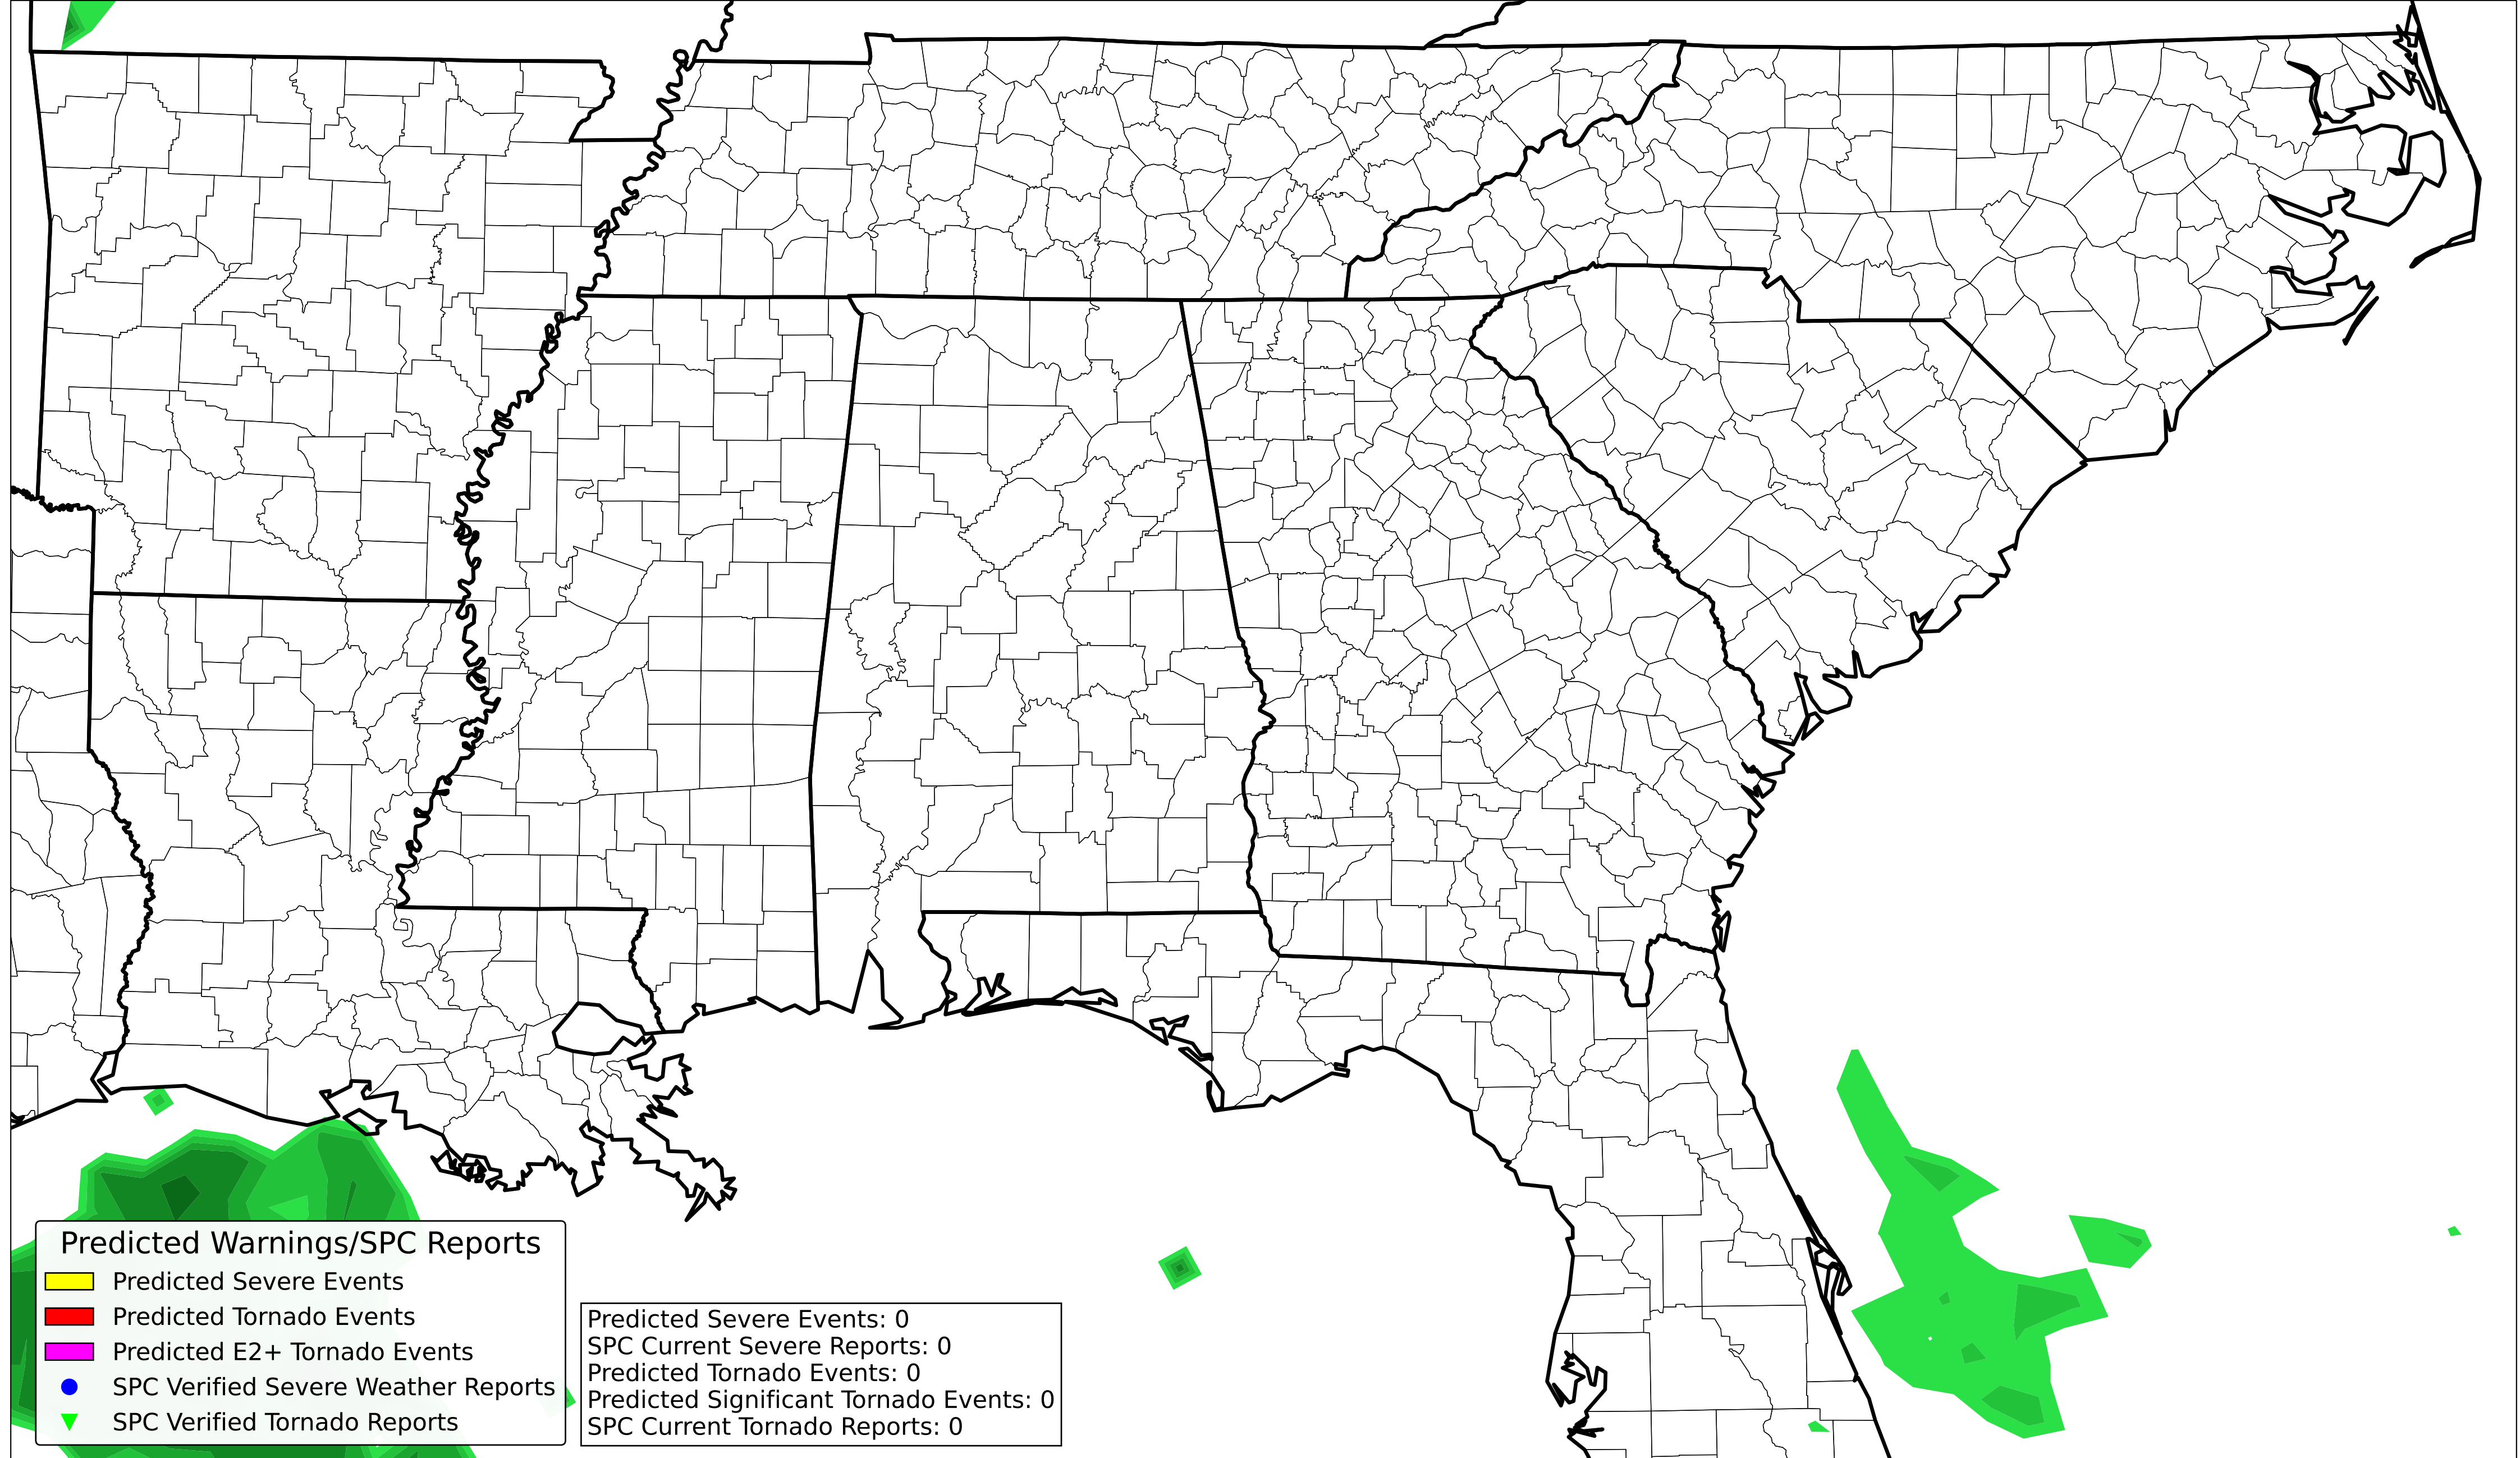 Predicted Warnings/SPC Reports
Predicted Severe Events
Predicted Tornado Events
Predicted E2+ Tornado Events
SPC Verified Severe Weather Reports
SPC Verified Tornado Reports
Predicted Severe Events: 0
SPC Current Severe Reports: 0
Predicted Tornado Events: 0
Predicted Significant Tornado Events: 0
SPC Current Tornado Reports: 0